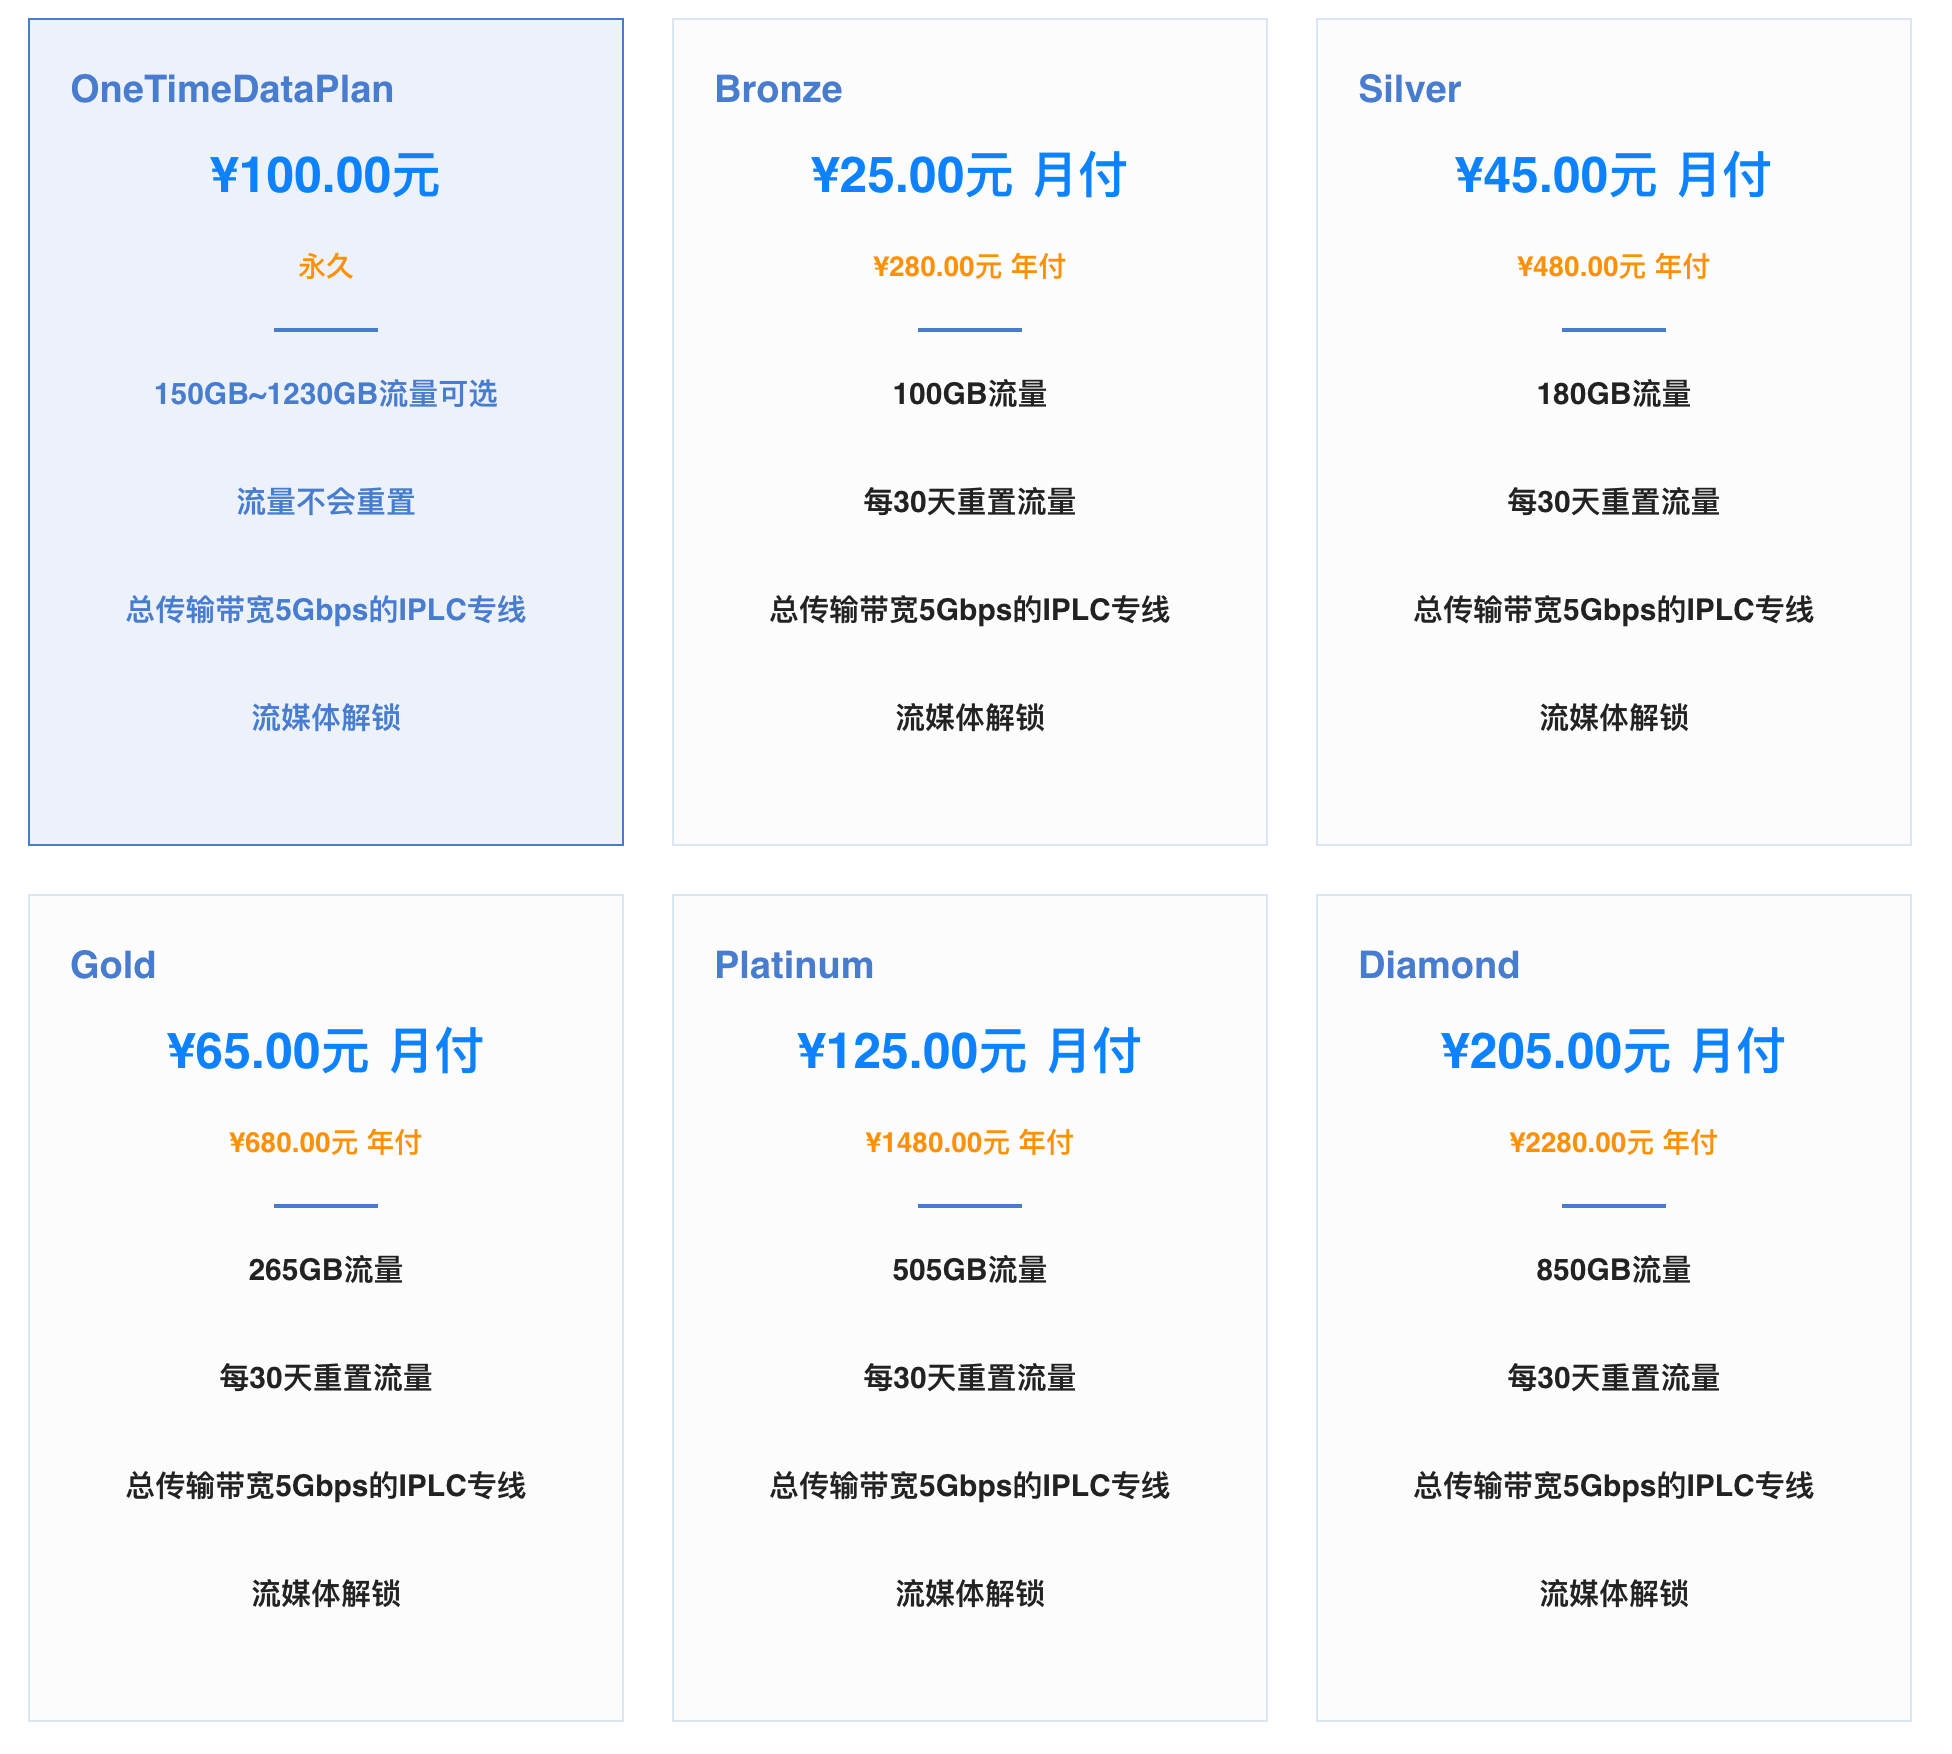 OneTimeDataPlan
¥100.00元
永久
150GB~1230GB流量可选
流量不会重置
总传输带宽5Gbps的IPLC专线
流媒体解锁
Bronze
¥25.00元 月付
¥280.00元 年付
100GB流量
每30天重置流量
总传输带宽5Gbps的IPLC专线
流媒体解锁
Silver
¥45.00元 月付
¥480.00元 年付
180GB流量
每30天重置流量
总传输带宽5Gbps的IPLC专线
流媒体解锁
Gold
¥65.00元 月付
¥680.00元 年付
265GB流量
每30天重置流量
总传输带宽5Gbps的IPLC专线
流媒体解锁
Platinum
¥125.00元 月付
¥1480.00元 年付
505GB流量
每30天重置流量
总传输带宽5Gbps的IPLC专线
流媒体解锁
Diamond
¥205.00元 月付
¥2280.00元 年付
850GB流量
每30天重置流量
总传输带宽5Gbps的IPLC专线
流媒体解锁